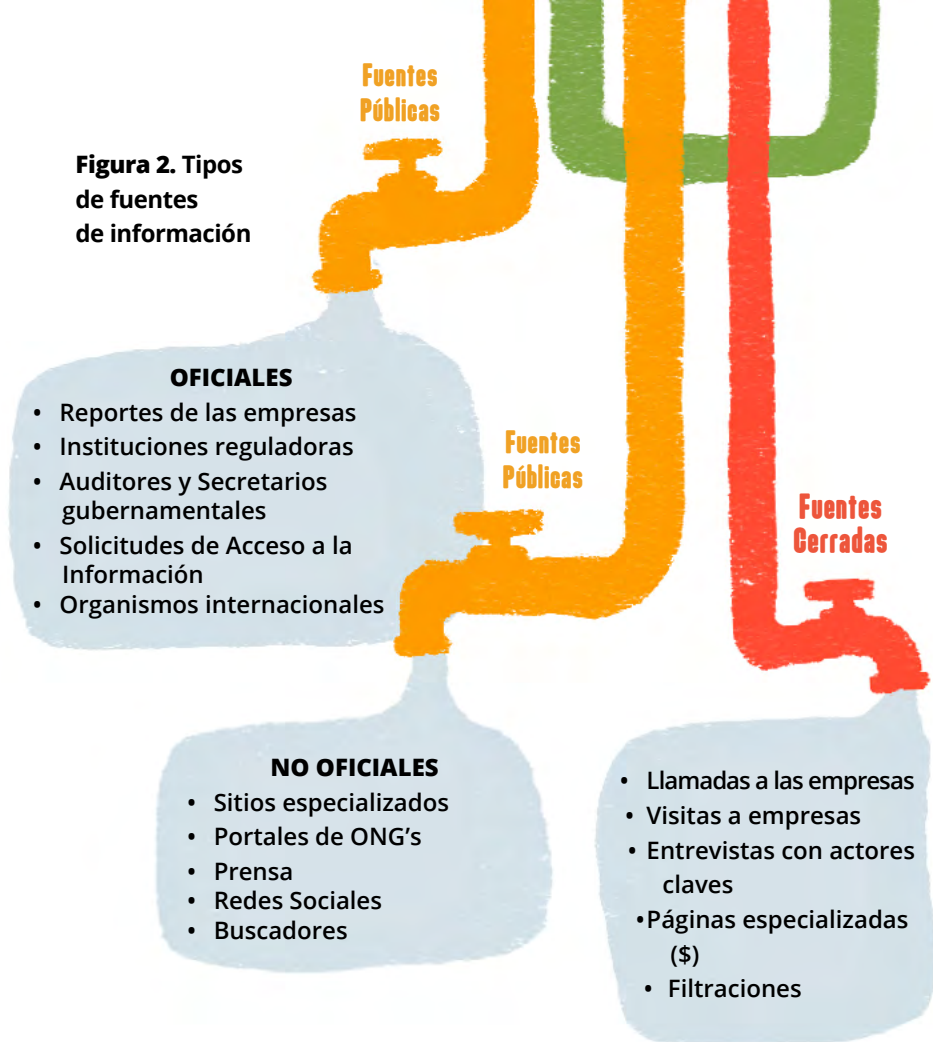 Fuentes
Públicas
Figura 2. Tipos
de fuentes
de información
OFICIALES
• Reportes de las empresas
• Instituciones reguladoras
• Auditores y Secretarios
gubernamentales
• Solicitudes de Acceso a la
Información
• Organismos internacionales
Fuentes
Públicas
NO OFICIALES
• Sitios especializados
• Portales de ONG’s
• Prensa
• Redes Sociales
• Buscadores
Fuentes
Cerradas
• Llamadas a las empresas
• Visitas a empresas
• Entrevistas con actores
claves
•Páginas especializadas
($)
• Filtraciones